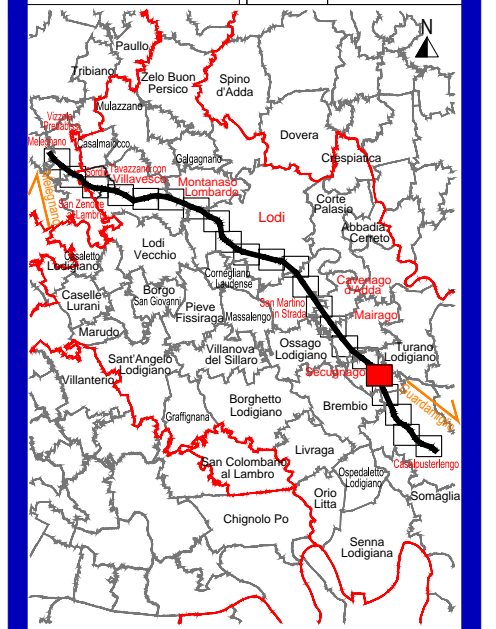 N
Paullo
Tribiano
Zelo Buon
Persico
Spino
d'Adda
Mulazzano
Vizzolo
Predabissi
Dovera
Melegnano
Casalmaiocco
Galgagnano
Crespiatica
Sordio
Tavazzano con
Villavesco
Montanaso
Lombardo
Melegnano
San Zenone
al Lambro
Lodi
Corte
Palasio
Abbadia
Cerreto
Lodi
Vecchio
Casaletto
Lodigiano
Cornegliano
Laudense
Cavenago
d'Adda
Caselle
Lurani
Borgo
San Giovanni
Pieve
Fissiraga
Massalengo
San Martino
in Strada
Mairago
Marudo
Sant'Angelo
Lodigiano
Villanova
del Sillaro
Ossago
Lodigiano
Turano
Lodigiano
Villanterio
Secugnago
Guardamiglio
Borghetto
Lodigiano
Brembio
Graffignana
Livraga
San Colombano
al Lambro
Casalpusterlengo
Ospedaletto
Lodigiano
Orio
Litta
Somaglia
Chignolo Po
Senna
Lodigiana